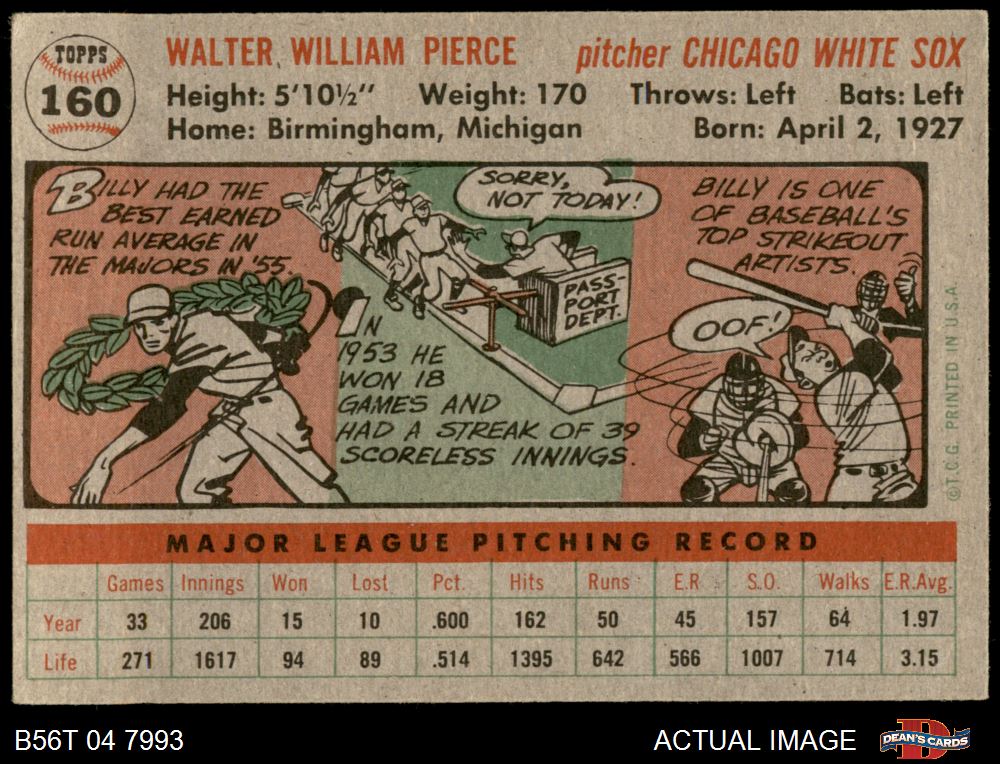 TOPPS
160
WALTER WILLIAM PIERCE pitcher CHICAGO WHITE SOX
Height: 5'10½" Weight: 170 Throws: Left Bats: Left
Home: Birmingham, Michigan Born: April 2, 1927
BILLY HAD THE
BEST EARNED
RUN AVERAGE IN
THE MAJORS IN '55.
SORRY,
NOT TODAY!
PASS-
PORT
DEPT.
IN
1953 HE
WON 18
GAMES AND
HAD A STREAK OF 39
SCORELESS INNINGS.
BILLY IS ONE
OF BASEBALL'S
TOP STRIKEOUT
ARTISTS.
OOF!
©T.C.G. PRINTED IN U.S.A.
MAJOR LEAGUE PITCHING RECORD
Games Innings Won Lost Pct. Hits Runs E.R S.O. Walks E.R.Avg.
Year 33 206 15 10 .600 162 50 45 157 64 1.97
Life 271 1617 94 89 .514 1395 642 566 1007 714 3.15
B56T 04 7993 ACTUAL IMAGE DEAN'S CARDS